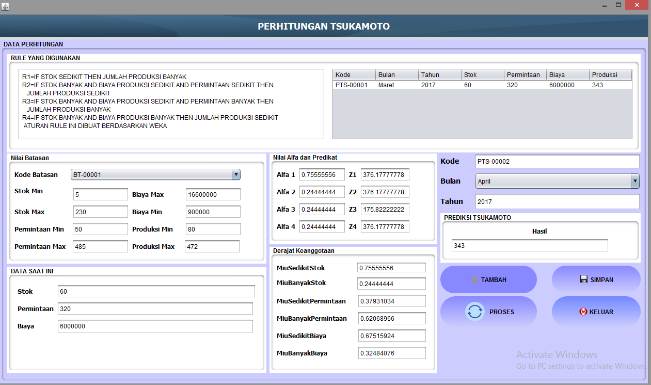 PERHITUNGAN TSUKAMOTO
DATA PERHITUNGAN
RULE YANG DIGUNAKAN
R1=IF STOK SEDIKIT THEN JUMLAH PRODUKSI BANYAK
R2=IF STOK BANYAK AND BIAYA PRODUKSI SEDIKIT AND PERMINTAAN SEDIKIT THEN
JUMLAH PRODUKSI SEDIKIT
R3=IF STOK BANYAK AND BIAYA PRODUKSI SEDIKIT AND PERMINTAAN BANYAK THEN
JUMLAH PRODUKSI BANYAK
R4=IF STOK BANYAK AND BIAYA PRODUKSI BANYAK THEN JUMLAH PRODUKSI SEDIKIT
ATURAN RULE INI DIBUAT BERDASARKAN WEKA
Kode Bulan Tahun Stok Permintaan Biaya Produksi
PTS-00001 Maret 2017 60 320 6000000 343
Nilai Batasan
Kode Batasan BT-00001
Stok Min 5 Biaya Max 16600000
Stok Max 230 Biaya Min 900000
Permintaan Min 50 Produksi Min 80
Permintaan Max 485 Produksi Max 472
DATA SAAT INI
Stok 60
Permintaan 320
Biaya 6000000
Nilai Alfa dan Predikat
Alfa 1 0.75555556 Z1 376.17777778
Alfa 2 0.24444444 Z2 376.17777778
Alfa 3 0.24444444 Z3 175.82222222
Alfa 4 0.24444444 Z4 376.17777778
Derajat Keanggotaan
MiuSedikitStok 0.75555556
MiuBanyakStok 0.24444444
MiuSedikitPermintaan 0.37931034
MiuBanyakPermintaan 0.62068966
MiuSedikitBiaya 0.67515924
MiuBanyakBiaya 0.32484076
Kode PTS-00002
Bulan April
Tahun 2017
PREDIKSI TSUKAMOTO
Hasil
343
TAMBAH SIMPAN
PROSES KELUAR
Activate Windows
Go to PC settings to activate Windows.